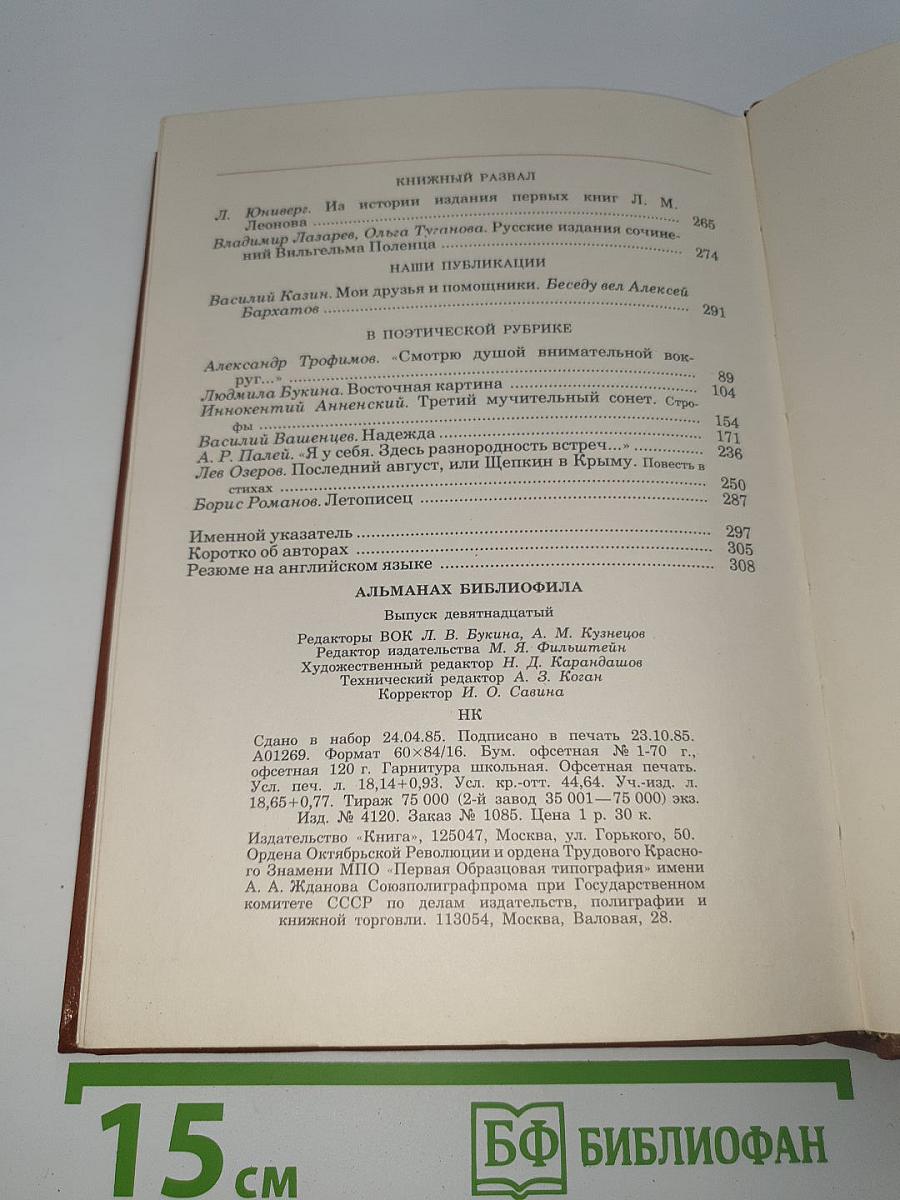 КНИЖНЫЙ РАЗВАЛ
Л. Юниверг. Из истории издания первых книг Л. М.
Леонова ........ 265
Владимир Лазарев, Ольга Туганова. Русские издания сочине-
ний Вильгельма Поленца ........ 274
НАШИ ПУБЛИКАЦИИ
Василий Казин. Мои друзья и помощники. Беседу вел Алексей
Бархатов ........ 291
В ПОЭТИЧЕСКОЙ РУБРИКЕ
Александр Трофимов. «Смотрю душой внимательной вок-
руг...» ........ 89
Людмила Букина. Восточная картина ........ 104
Иннокентий Анненский. Третий мучительный сонет. Стро-
фы ........ 154
Василий Вашенцев. Надежда ........ 171
А. Р. Палей. «Я у себя. Здесь разнородность встреч...» ........ 236
Лев Озеров. Последний август, или Щепкин в Крыму. Повесть в
стихах ........ 250
Борис Романов. Летописец ........ 287
Именной указатель ........ 297
Коротко об авторах ........ 305
Резюме на английском языке ........ 308
АЛЬМАНАХ БИБЛИОФИЛА
Выпуск девятнадцатый
Редакторы ВОК Л. В. Букина, А. М. Кузнецов
Редактор издательства М. Я. Фильштейн
Художественный редактор Н. Д. Карандашов
Технический редактор А. З. Коган
Корректор И. О. Савина
НК
Сдано в набор 24.04.85. Подписано в печать 23.10.85.
А01269. Формат 60×84/16. Бум. офсетная № 1-70 г.,
офсетная 120 г. Гарнитура школьная. Офсетная печать.
Усл. печ. л. 18,14+0,93. Усл. кр.-отт. 44,64. Уч.-изд. л.
18,65+0,77. Тираж 75 000 (2-й завод 35 001—75 000) экз.
Изд. № 4120. Заказ № 1085. Цена 1 р. 30 к.
Издательство «Книга», 125047, Москва, ул. Горького, 50.
Ордена Октябрьской Революции и ордена Трудового Красно-
го Знамени МПО «Первая Образцовая типография» имени
А. А. Жданова Союзполиграфпрома при Государственном
комитете СССР по делам издательств, полиграфии и
книжной торговли. 113054, Москва, Валовая, 28.
15 см
БФ БИБЛИОФАН